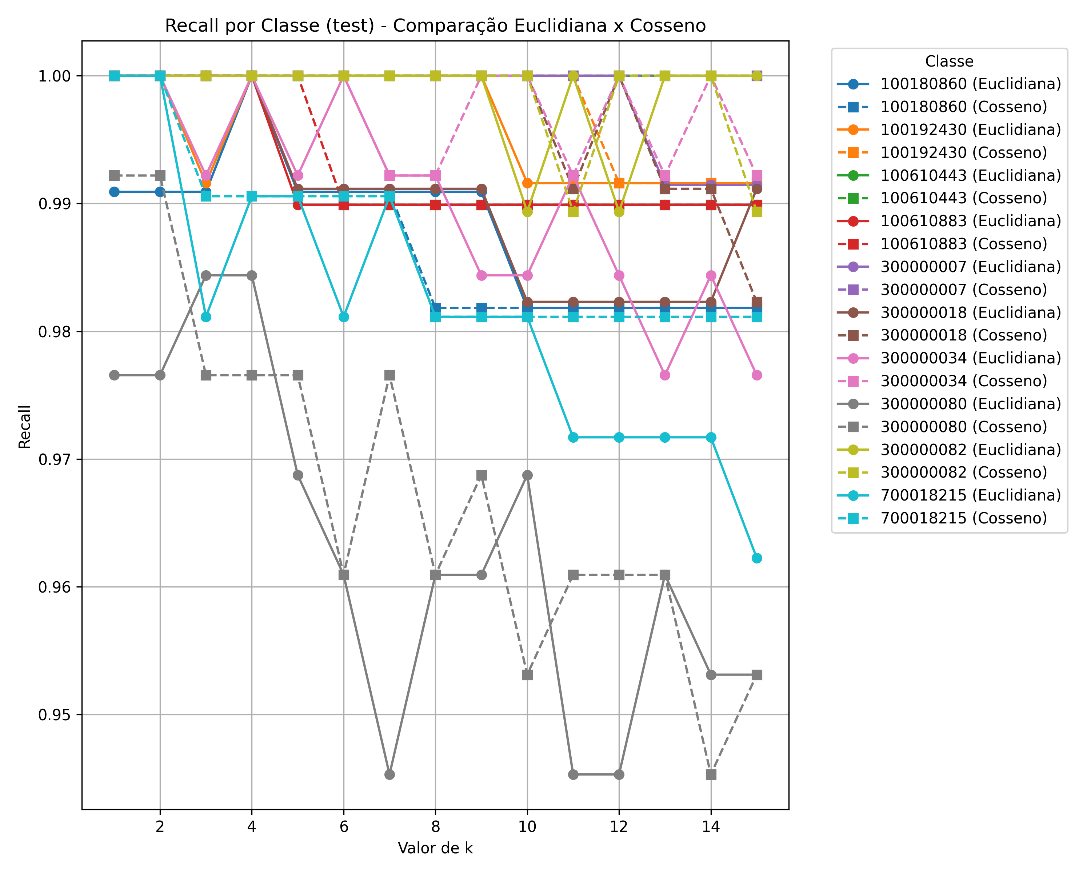 Recall por Classe (test) - Comparação Euclidiana x Cosseno
Recall
1.00
0.99
0.98
0.97
0.96
0.95
2 4 6 8 10 12 14
Valor de k
Classe
100180860 (Euclidiana)
100180860 (Cosseno)
100192430 (Euclidiana)
100192430 (Cosseno)
100610443 (Euclidiana)
100610443 (Cosseno)
100610883 (Euclidiana)
100610883 (Cosseno)
300000007 (Euclidiana)
300000007 (Cosseno)
300000018 (Euclidiana)
300000018 (Cosseno)
300000034 (Euclidiana)
300000034 (Cosseno)
300000080 (Euclidiana)
300000080 (Cosseno)
300000082 (Euclidiana)
300000082 (Cosseno)
700018215 (Euclidiana)
700018215 (Cosseno)